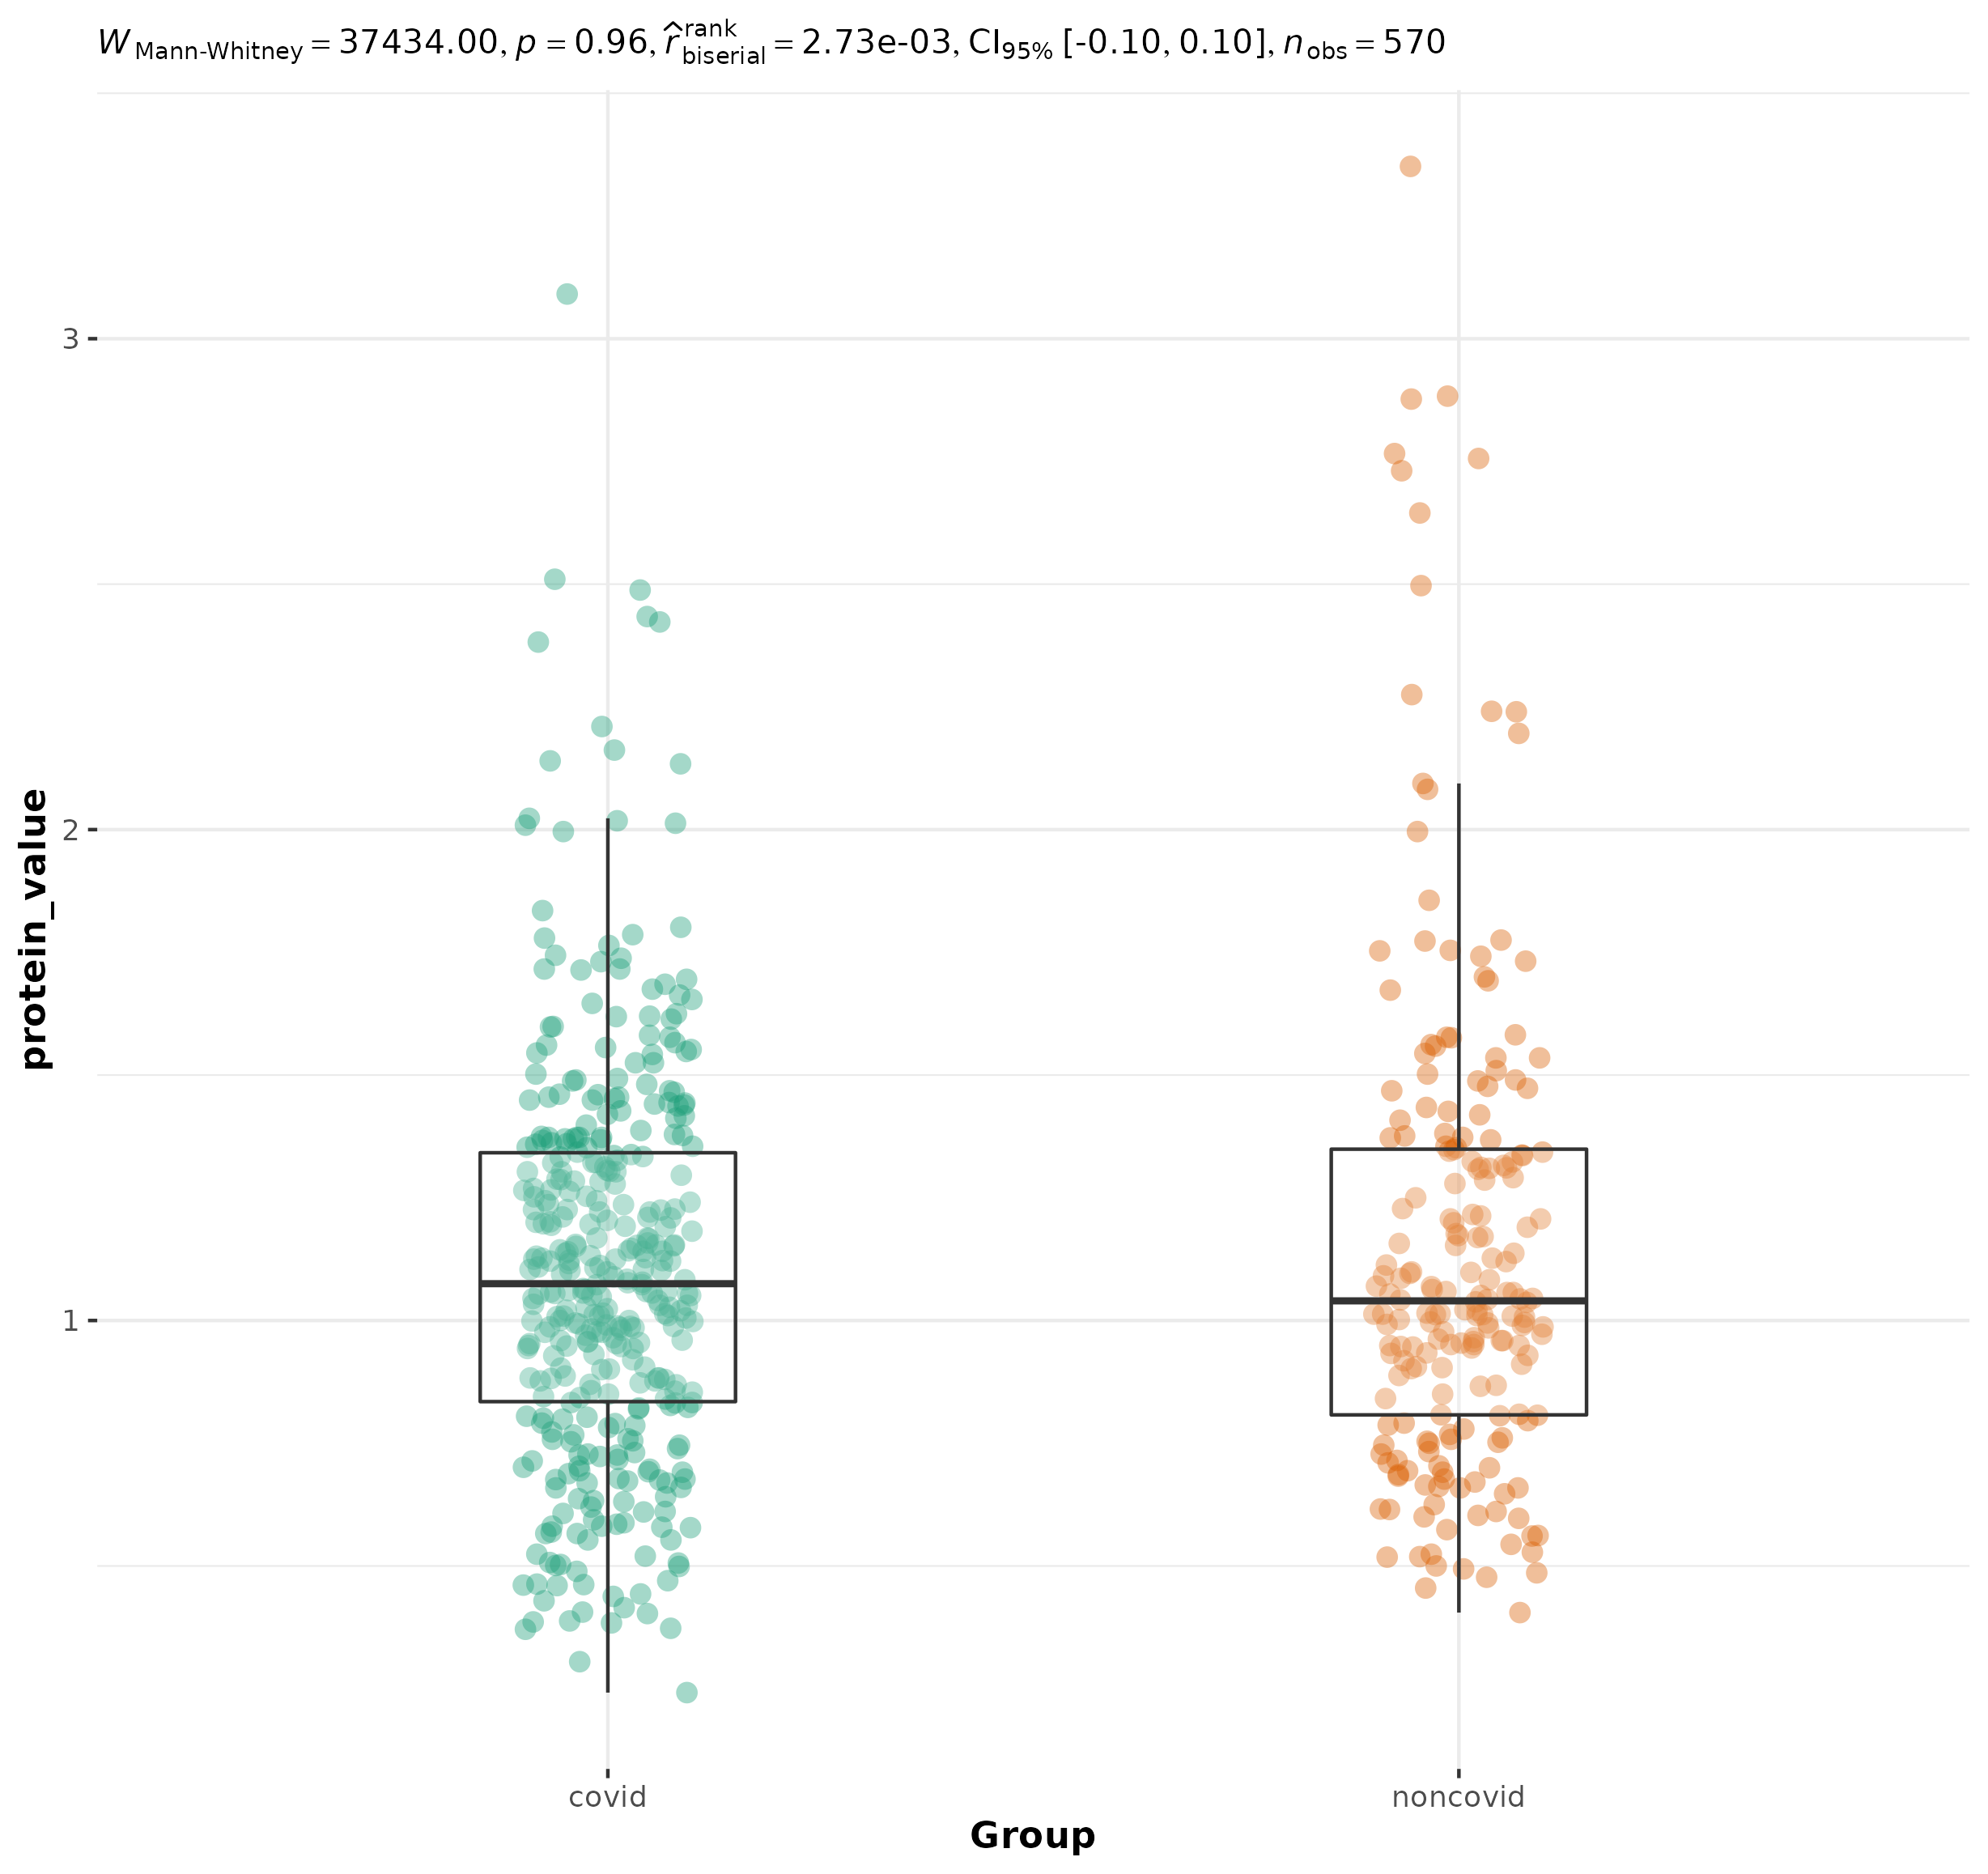 W Mann-Whitney = 37434.00, p = 0.96, r̂ rank biserial = 2.73e-03, CI95% [-0.10, 0.10], nobs = 570
3
2
1
protein_value
covid noncovid
Group